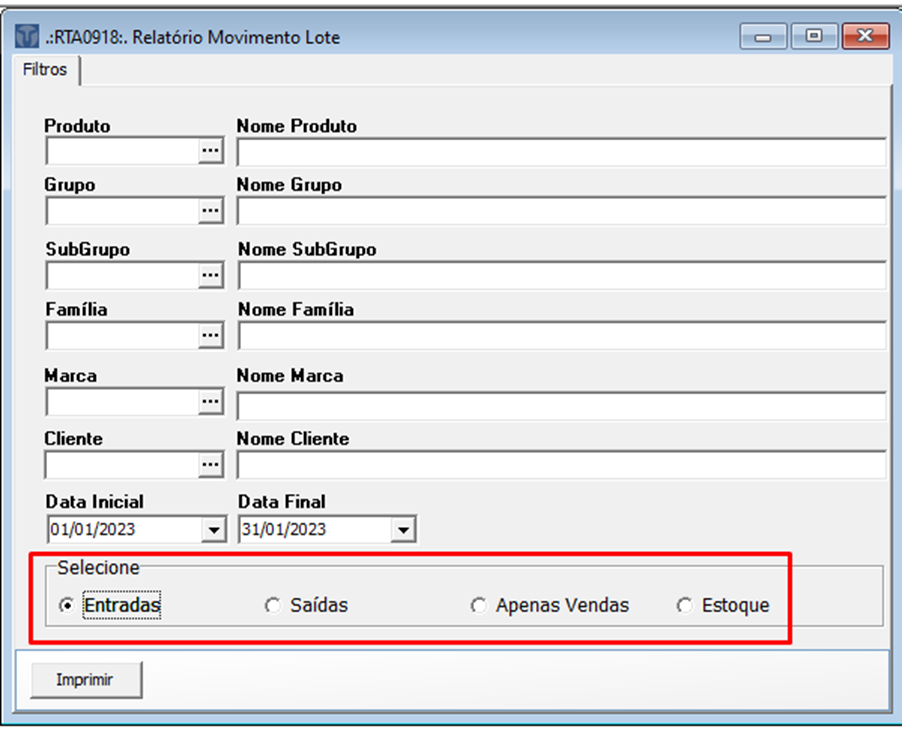 .:RTA0918:. Relatório Movimento Lote
Filtros
Produto Nome Produto
...
Grupo Nome Grupo
...
SubGrupo Nome SubGrupo
...
Família Nome Família
...
Marca Nome Marca
...
Cliente Nome Cliente
...
Data Inicial Data Final
01/01/2023 31/01/2023
Selecione
Entradas Saídas Apenas Vendas Estoque
Imprimir